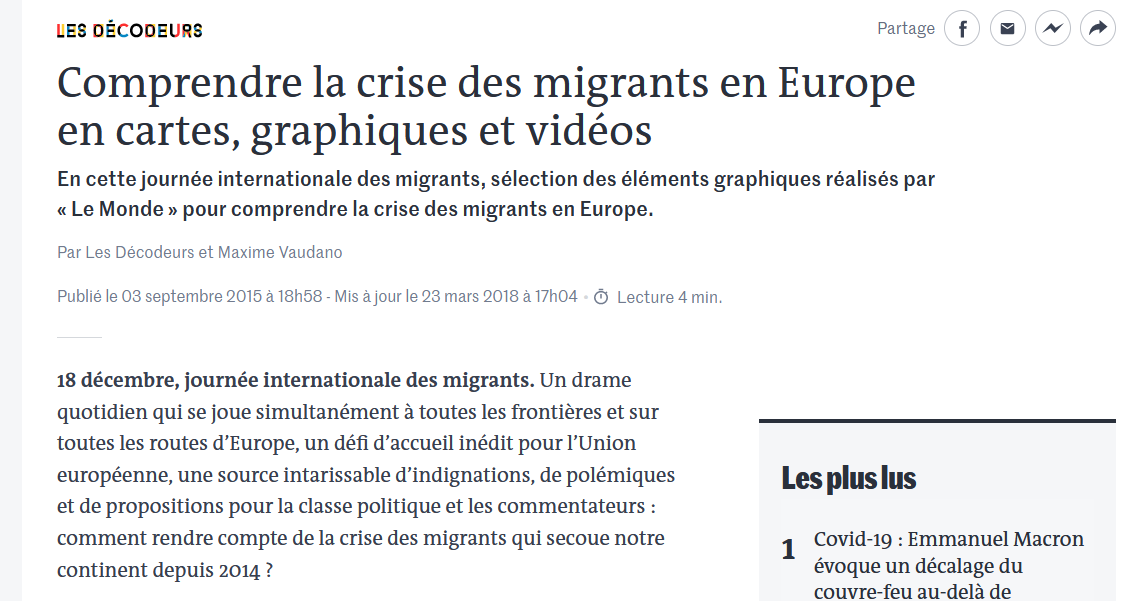 LES DÉCODEURS
Partage
Comprendre la crise des migrants en Europe
en cartes, graphiques et vidéos
En cette journée internationale des migrants, sélection des éléments graphiques réalisés par
« Le Monde » pour comprendre la crise des migrants en Europe.
Par Les Décodeurs et Maxime Vaudano
Publié le 03 septembre 2015 à 18h58 - Mis à jour le 23 mars 2018 à 17h04 • Lecture 4 min.
18 décembre, journée internationale des migrants. Un drame
quotidien qui se joue simultanément à toutes les frontières et sur
toutes les routes d’Europe, un défi d’accueil inédit pour l’Union
européenne, une source intarissable d’indignations, de polémiques
et de propositions pour la classe politique et les commentateurs :
comment rendre compte de la crise des migrants qui secoue notre
continent depuis 2014 ?
Les plus lus
1 Covid-19 : Emmanuel Macron
évoque un décalage du
couvre-feu au-delà de